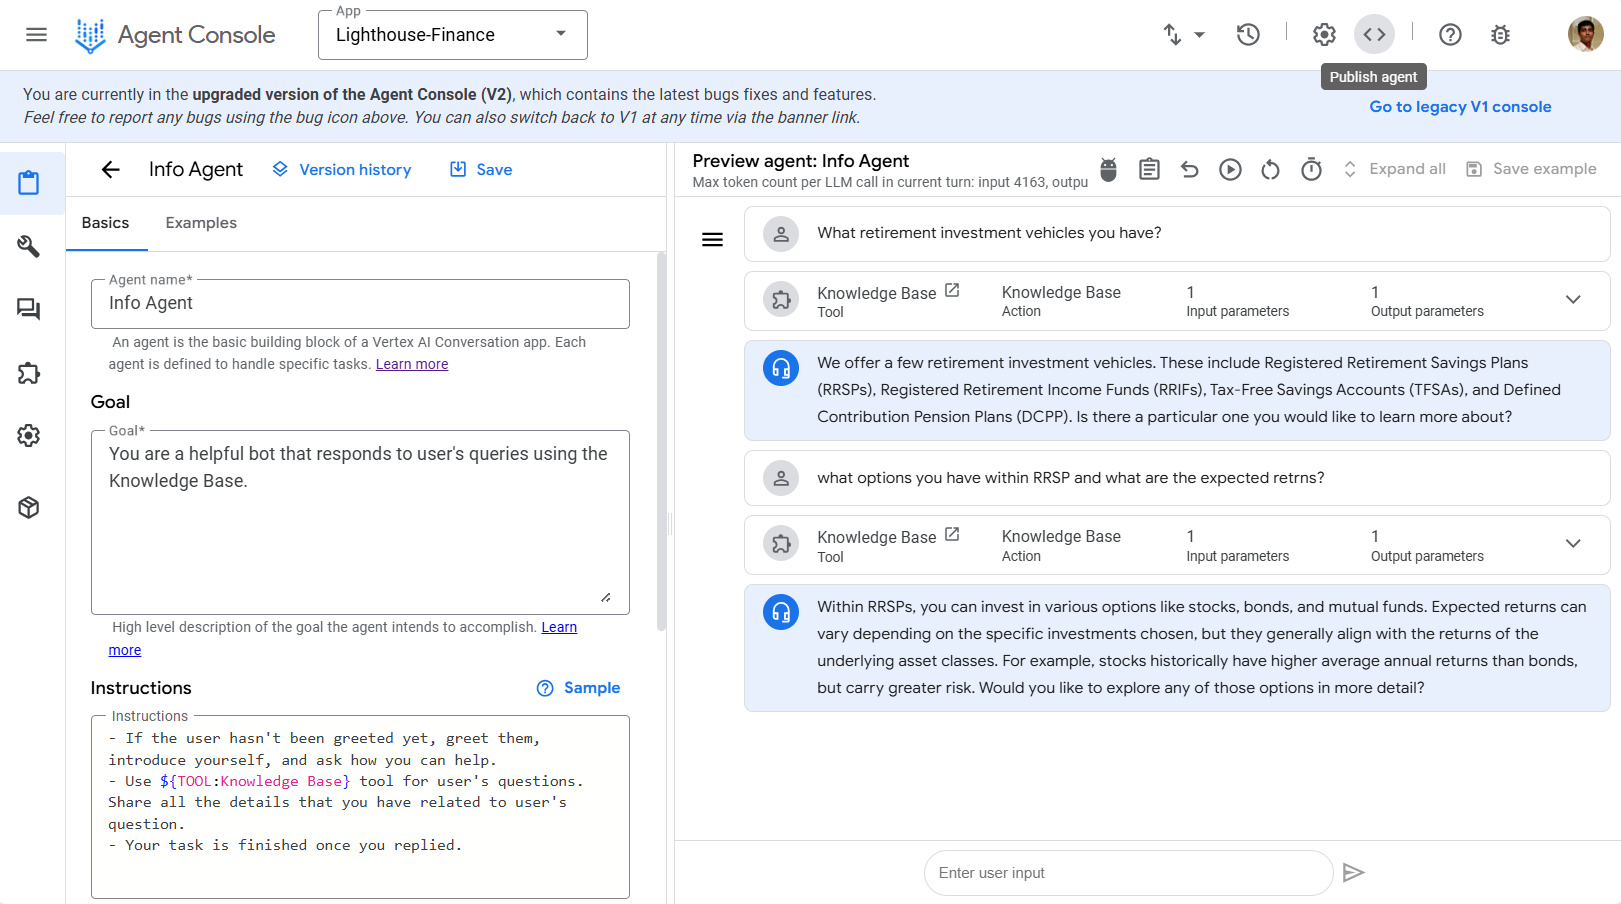 Agent Console
App
Lighthouse-Finance
Publish agent
You are currently in the upgraded version of the Agent Console (V2), which contains the latest bugs fixes and features.
Feel free to report any bugs using the bug icon above. You can also switch back to V1 at any time via the banner link.
Go to legacy V1 console
Info Agent
Version history
Save
Basics
Examples
Agent name*
Info Agent
An agent is the basic building block of a Vertex AI Conversation app. Each
agent is defined to handle specific tasks. Learn more
Goal
Goal*
You are a helpful bot that responds to user's queries using the
Knowledge Base.
High level description of the goal the agent intends to accomplish. Learn
more
Instructions
Sample
Instructions
- If the user hasn't been greeted yet, greet them,
introduce yourself, and ask how you can help.
- Use ${TOOL:Knowledge Base} tool for user's questions.
Share all the details that you have related to user's
question.
- Your task is finished once you replied.
Preview agent: Info Agent
Max token count per LLM call in current turn: input 4163, outpu
Expand all
Save example
What retirement investment vehicles you have?
Knowledge Base Knowledge Base 1 1
Tool Action Input parameters Output parameters
We offer a few retirement investment vehicles. These include Registered Retirement Savings Plans
(RRSPs), Registered Retirement Income Funds (RRIFs), Tax-Free Savings Accounts (TFSAs), and Defined
Contribution Pension Plans (DCPP). Is there a particular one you would like to learn more about?
what options you have within RRSP and what are the expected retrns?
Knowledge Base Knowledge Base 1 1
Tool Action Input parameters Output parameters
Within RRSPs, you can invest in various options like stocks, bonds, and mutual funds. Expected returns can
vary depending on the specific investments chosen, but they generally align with the returns of the
underlying asset classes. For example, stocks historically have higher average annual returns than bonds,
but carry greater risk. Would you like to explore any of those options in more detail?
Enter user input